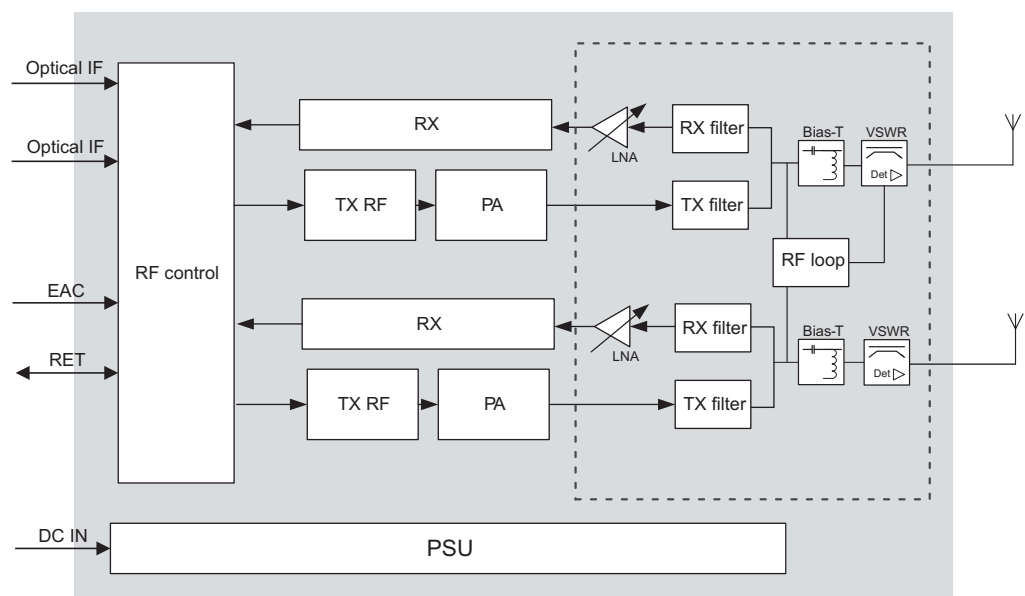 Optical IF
Optical IF
EAC
RET
DC IN
RF control
RX
TX RF
PA
LNA
RX filter
TX filter
Bias-T
VSWR
Det
RF loop
RX
TX RF
PA
LNA
RX filter
TX filter
Bias-T
VSWR
Det
PSU